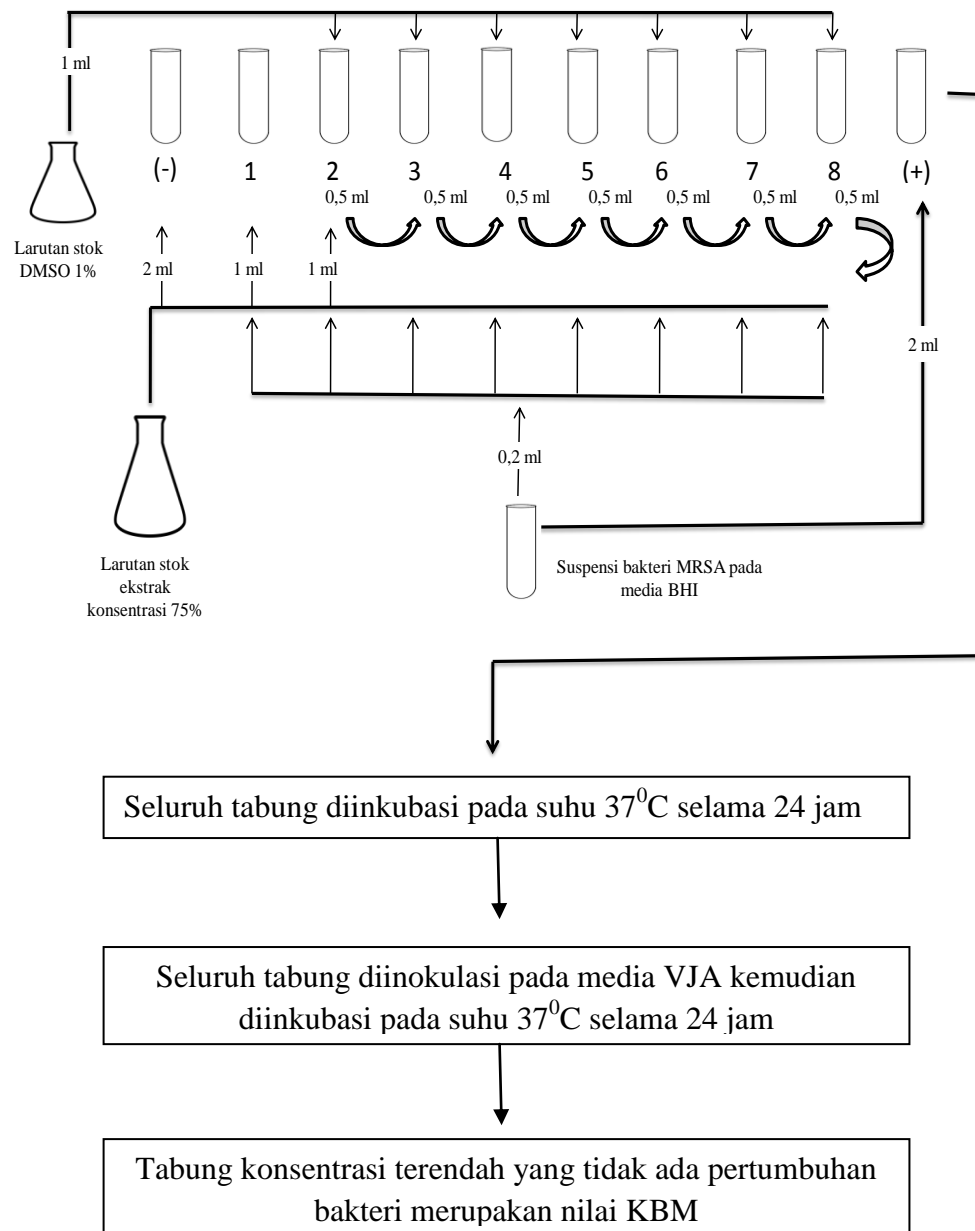 1 ml
(-) 1 2 3 4 5 6 7 8 (+)
0,5 ml 0,5 ml 0,5 ml 0,5 ml 0,5 ml 0,5 ml 0,5 ml
Larutan stok
DMSO 1%
2 ml 1 ml 1 ml
2 ml
0,2 ml
Larutan stok
ekstrak
konsentrasi 75%
Suspensi bakteri MRSA pada
media BHI
Seluruh tabung diinkubasi pada suhu 37⁰C selama 24 jam
Seluruh tabung diinokulasi pada media VJA kemudian
diinkubasi pada suhu 37⁰C selama 24 jam
Tabung konsentrasi terendah yang tidak ada pertumbuhan
bakteri merupakan nilai KBM